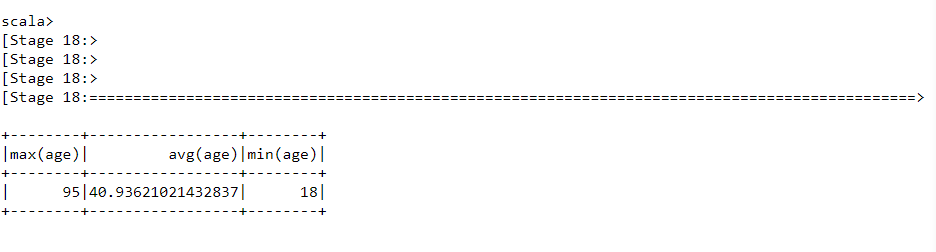 scala>
[Stage 18:>
[Stage 18:>
[Stage 18:>
[Stage 18:==============================================================================================>
+--------+-----------------+--------+
|max(age)|         avg(age)|min(age)|
+--------+-----------------+--------+
|      95|40.93621021432837|      18|
+--------+-----------------+--------+